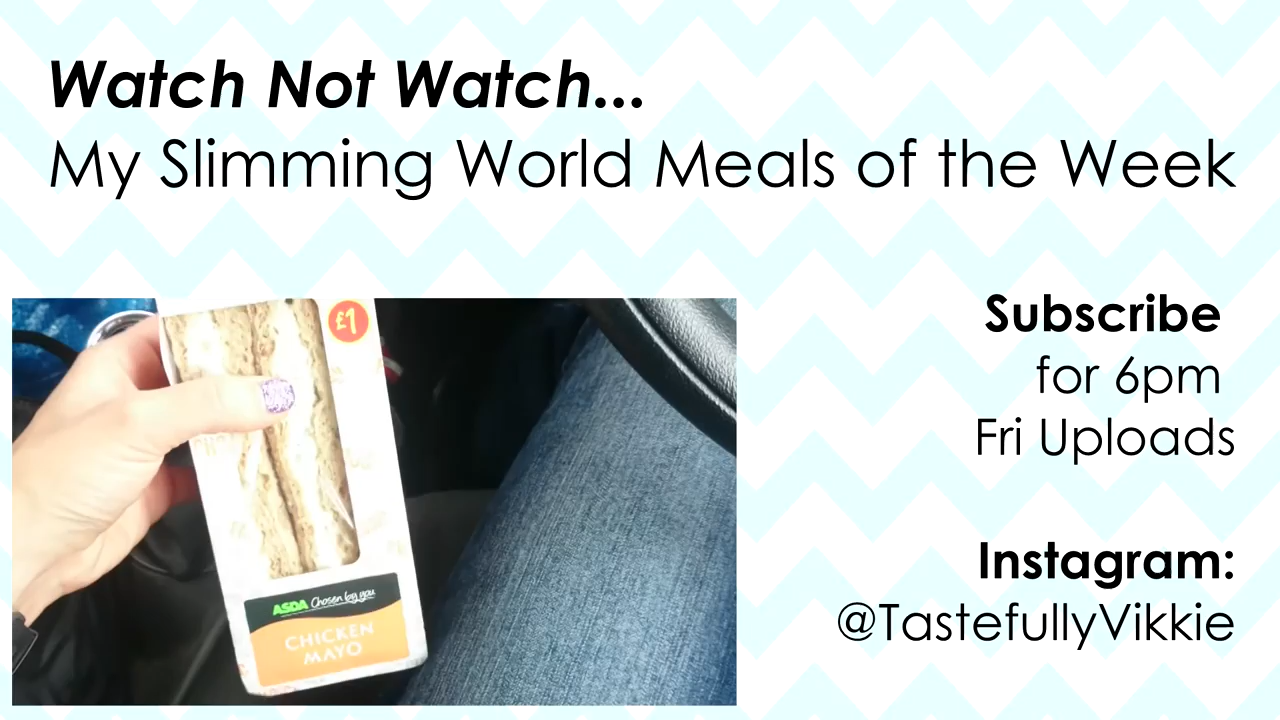 Watch Not Watch...
My Slimming World Meals of the Week
£1
ASDA Chosen by you
CHICKEN
MAYO
Subscribe
for 6pm
Fri Uploads
Instagram:
@TastefullyVikkie